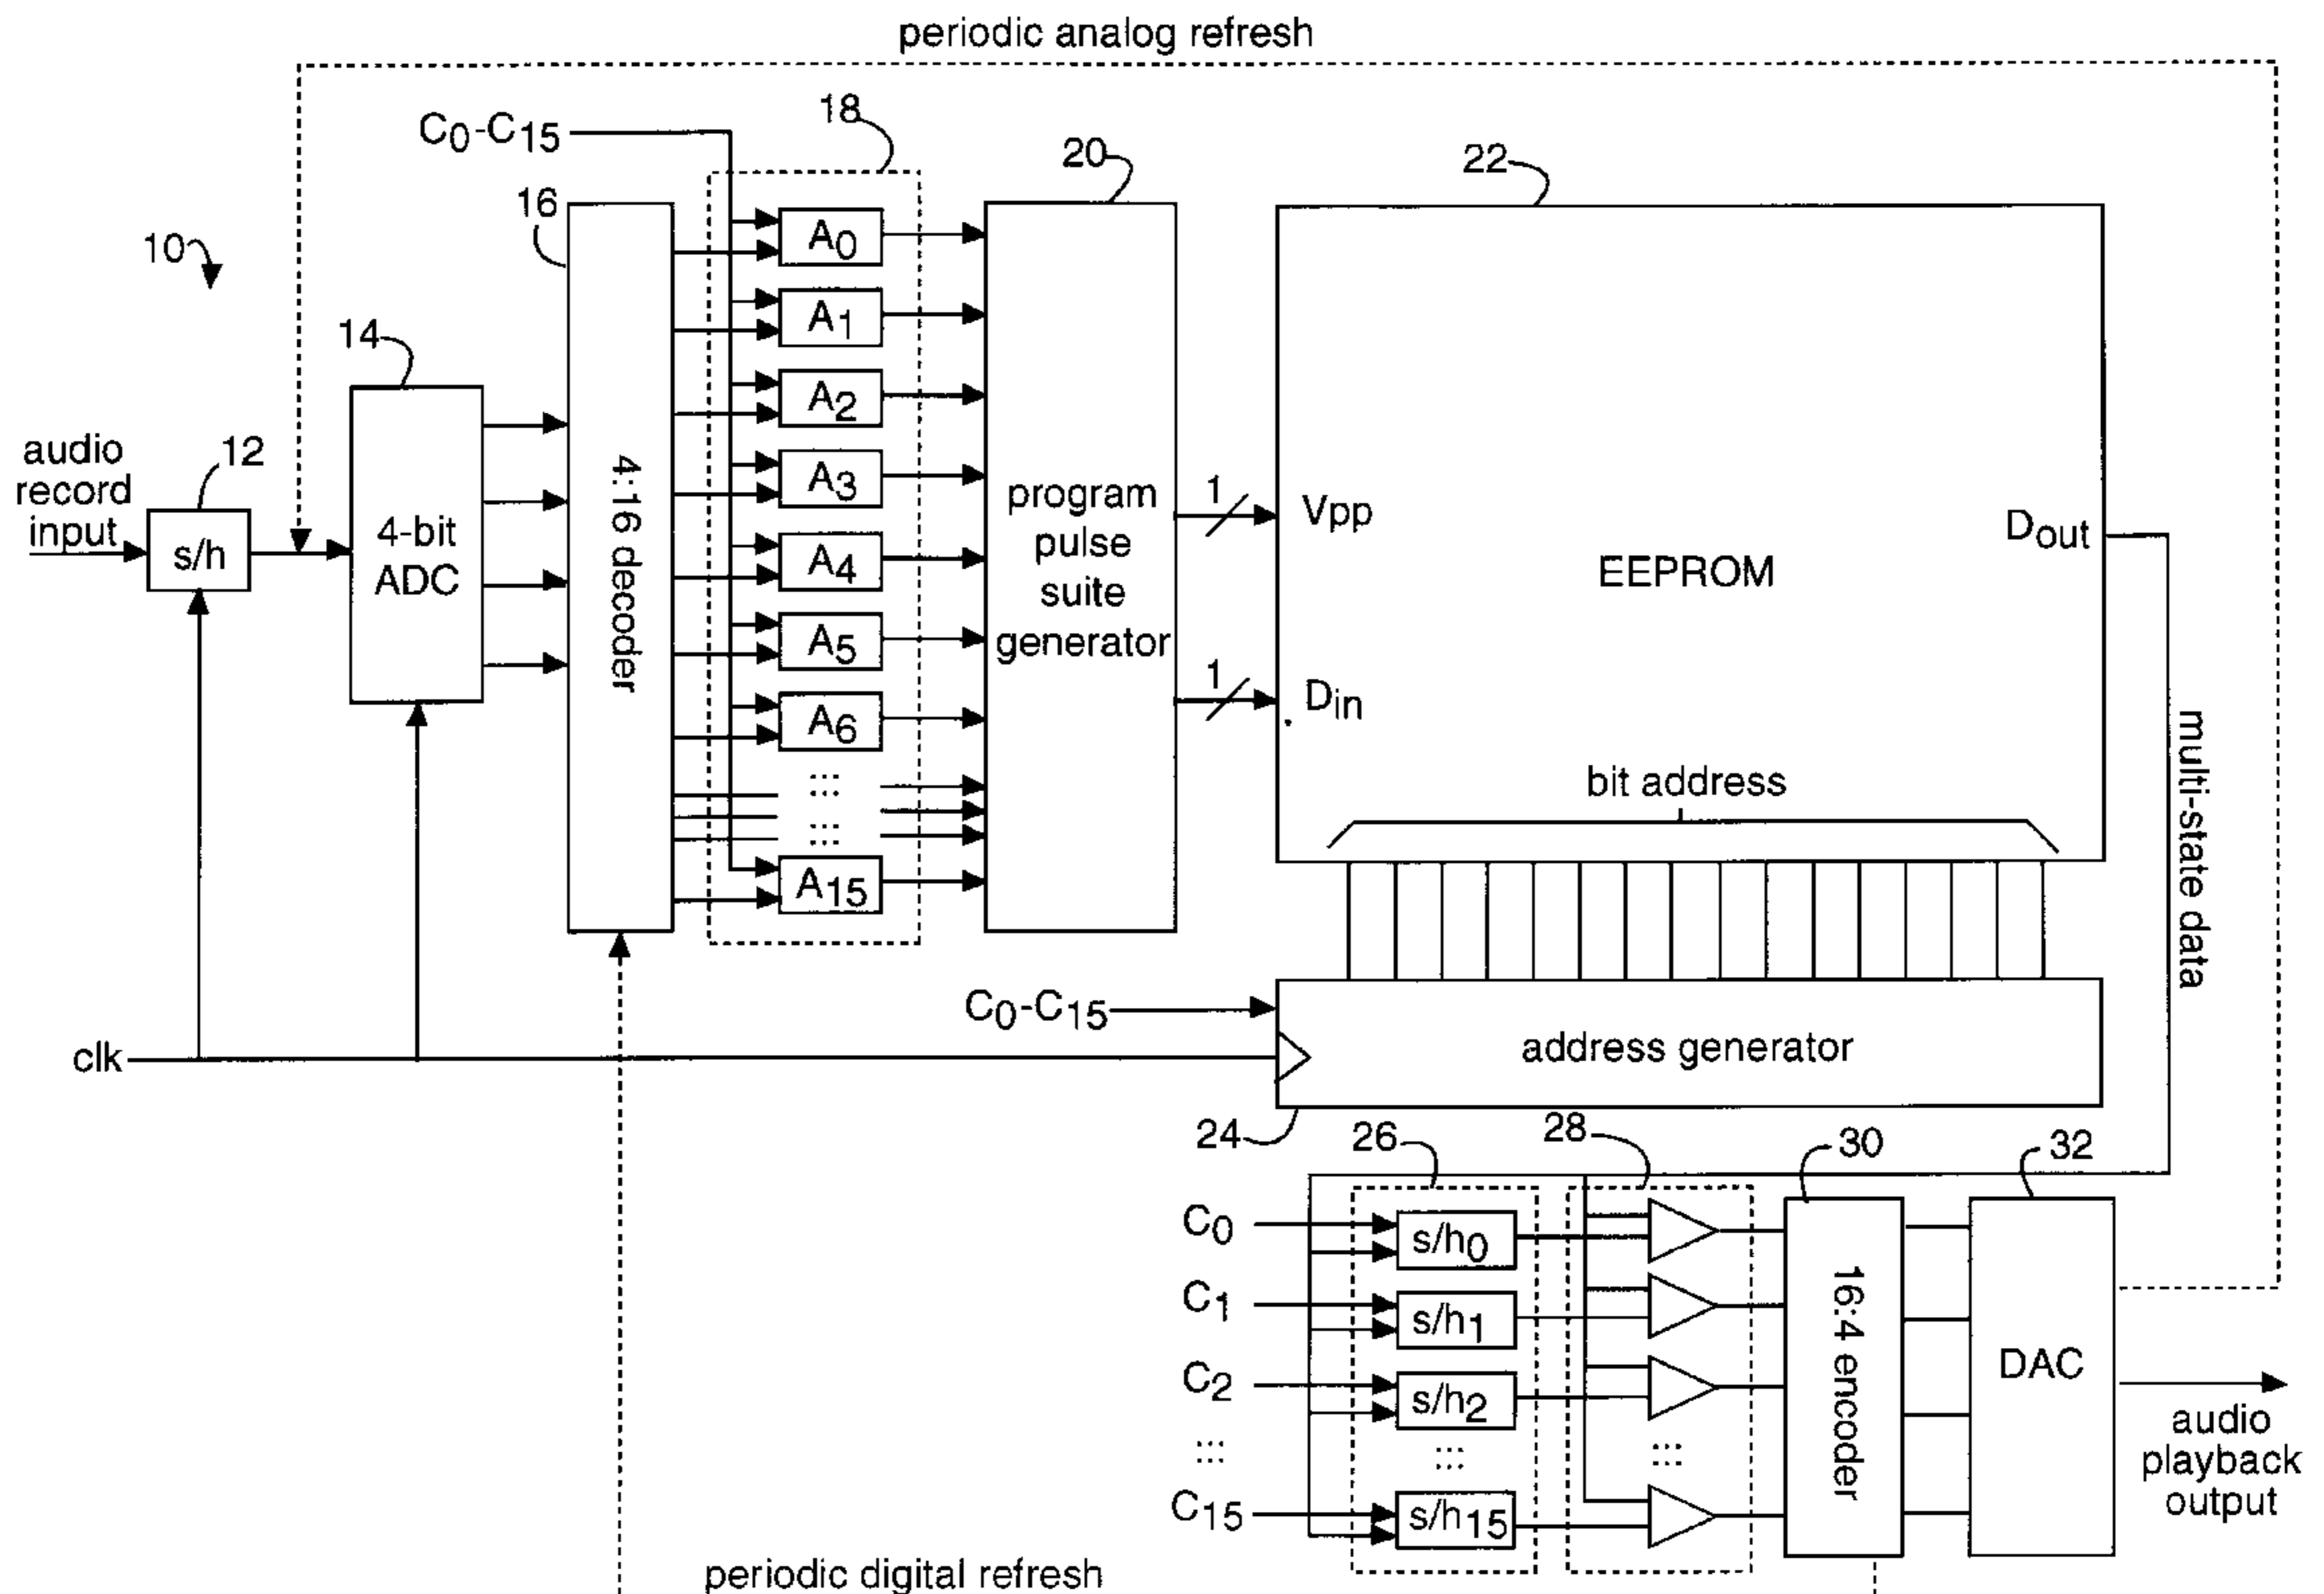 periodic analog refresh
C0-C15
18
20
22
16
10
14
12
audio
record
input
s/h
4-bit
ADC
4:16 decoder
A0
A1
A2
A3
A4
A5
A6
...
...
A15
program
pulse
suite
generator
1
1
Vpp
Din
EEPROM
Dout
bit address
multi-state data
C0-C15
clk
address generator
24
26
28
30
32
C0
s/h0
C1
s/h1
C2
s/h2
...
...
...
C15
s/h15
16:4 encoder
DAC
audio
playback
output
periodic digital refresh